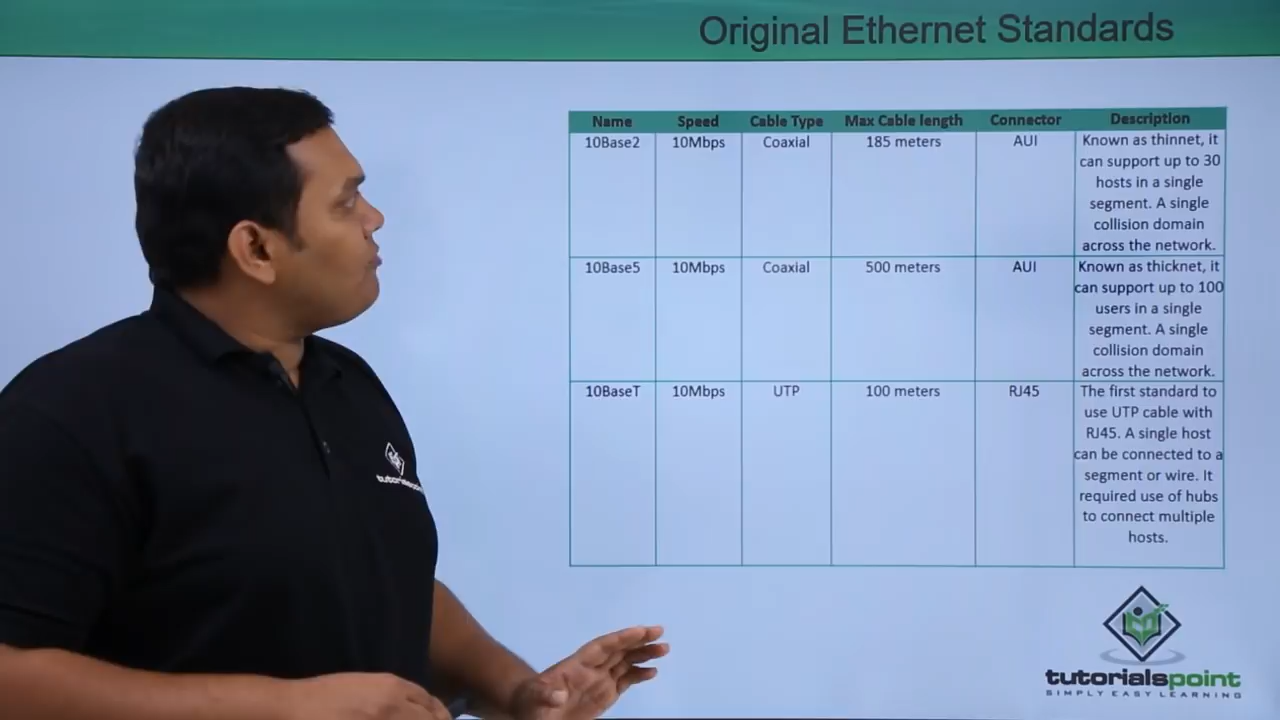 Original Ethernet Standards
Name Speed Cable Type Max Cable length Connector Description
10Base2 10Mbps Coaxial 185 meters AUI Known as thinnet, it
can support up to 30
hosts in a single
segment. A single
collision domain
across the network.
10Base5 10Mbps Coaxial 500 meters AUI Known as thicknet, it
can support up to 100
users in a single
segment. A single
collision domain
across the network.
10BaseT 10Mbps UTP 100 meters RJ45 The first standard to
use UTP cable with
RJ45. A single host
can be connected to a
segment or wire. It
required use of hubs
to connect multiple
hosts.
tutorialspoint
tutorialspoint
SIMPLY EASY LEARNING